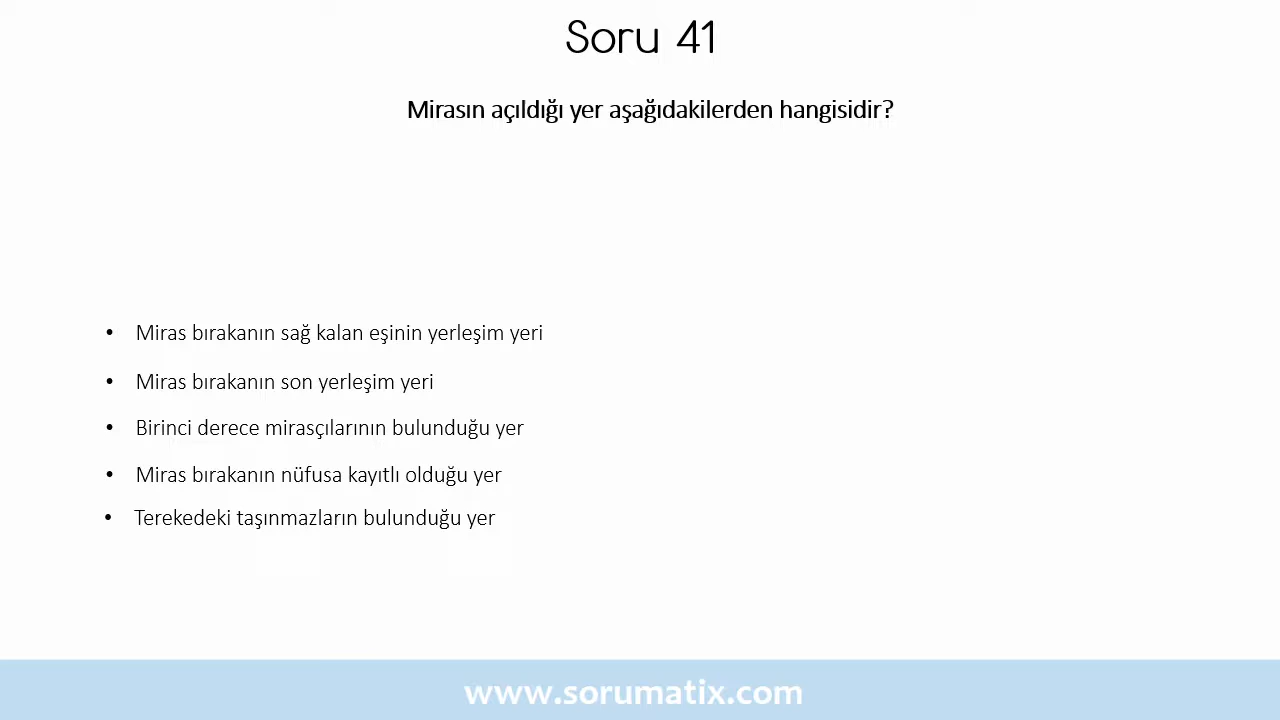 Soru 41
Mirasın açıldığı yer aşağıdakilerden hangisidir?
• Miras bırakanın sağ kalan eşinin yerleşim yeri
• Miras bırakanın son yerleşim yeri
• Birinci derece mirasçılarının bulunduğu yer
• Miras bırakanın nüfusa kayıtlı olduğu yer
• Terekedeki taşınmazların bulunduğu yer
www.sorumatix.com